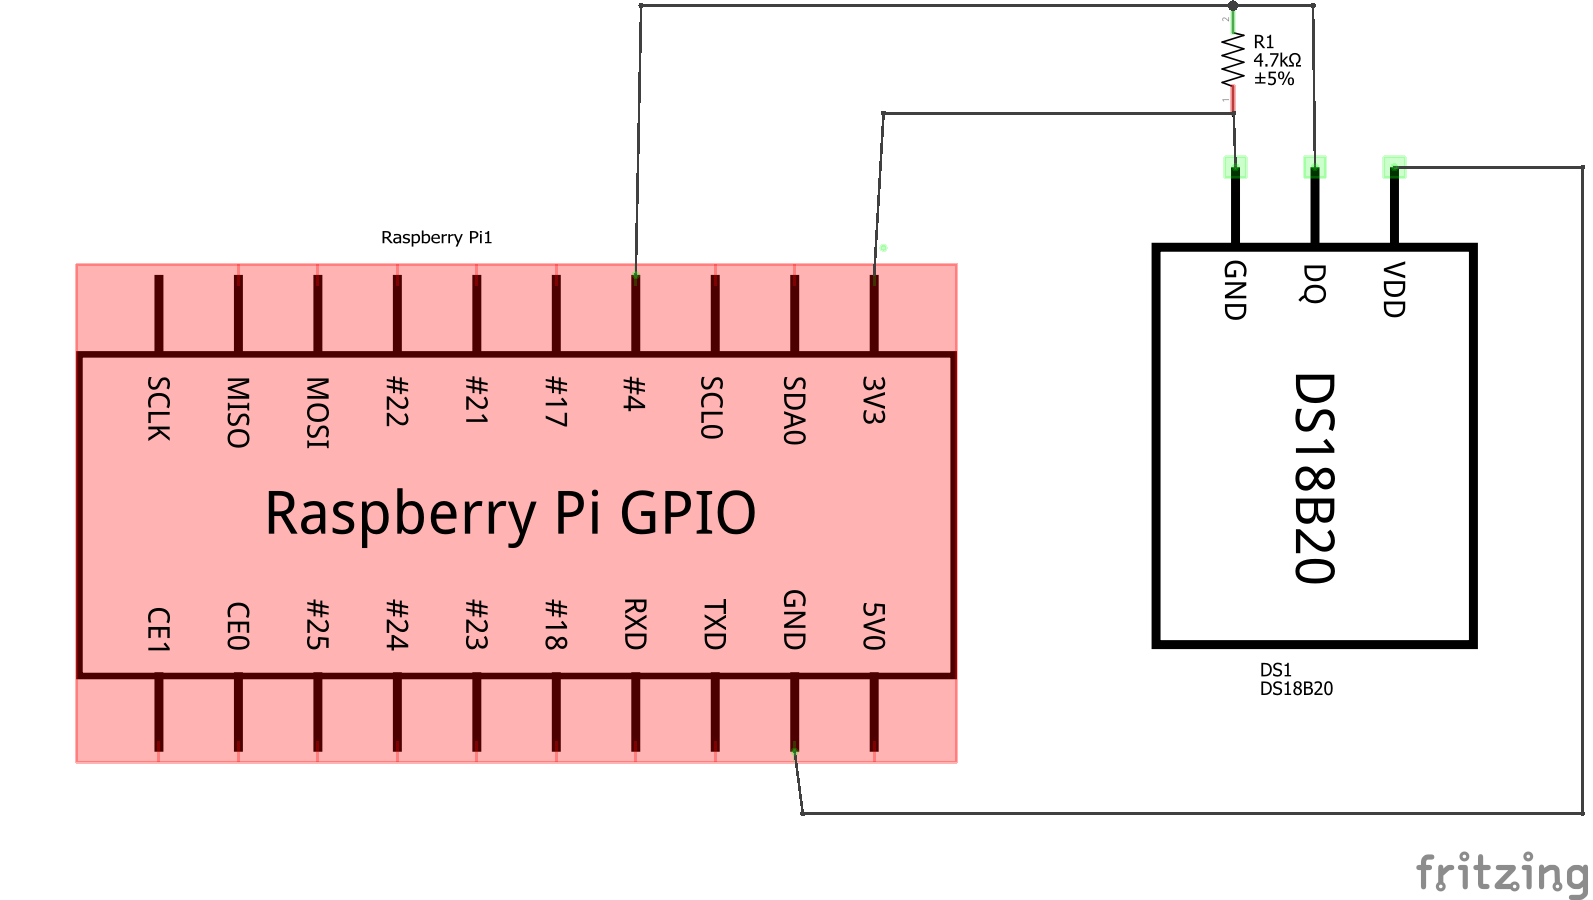 2
R1
4.7kΩ
±5%
1
Raspberry Pi1
SCLK
MISO
MOSI
#22
#21
#17
#4
SCL0
SDA0
3V3
GND
DQ
VDD
Raspberry Pi GPIO
DS18B20
CE1
CE0
#25
#24
#23
#18
RXD
TXD
GND
5V0
DS1
DS18B20
fritzing